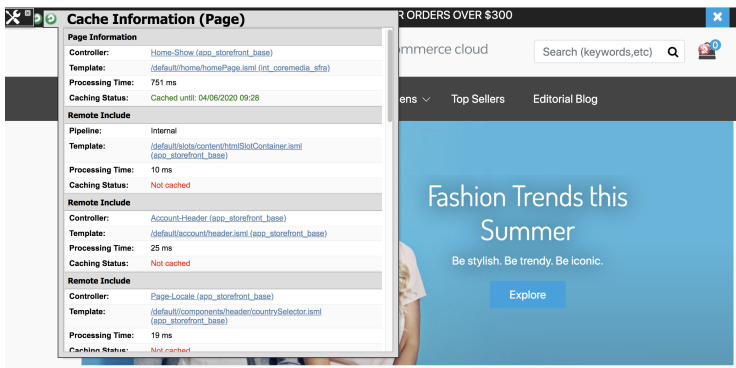 R ORDERS OVER $300
Cache Information (Page)
Page Information
Controller: Home-Show (app_storefront_base)
Template: /default//home/homePage.isml (int_coremedia_sfra)
Processing Time: 751 ms
Caching Status: Cached until: 04/06/2020 09:28
Remote Include
Pipeline: Internal
Template: /default/slots/content/htmlSlotContainer.isml
(app_storefront_base)
Processing Time: 10 ms
Caching Status: Not cached
Remote Include
Controller: Account-Header (app_storefront_base)
Template: /default/account/header.isml (app_storefront_base)
Processing Time: 25 ms
Caching Status: Not cached
Remote Include
Controller: Page-Locale (app_storefront_base)
Template: /default//components/header/countrySelector.isml
(app_storefront_base)
Processing Time: 19 ms
Caching Status: Not cached
ommerce cloud
Search (keywords,etc)
0
ens
Top Sellers
Editorial Blog
Fashion Trends this
Summer
Be stylish. Be trendy. Be iconic.
Explore